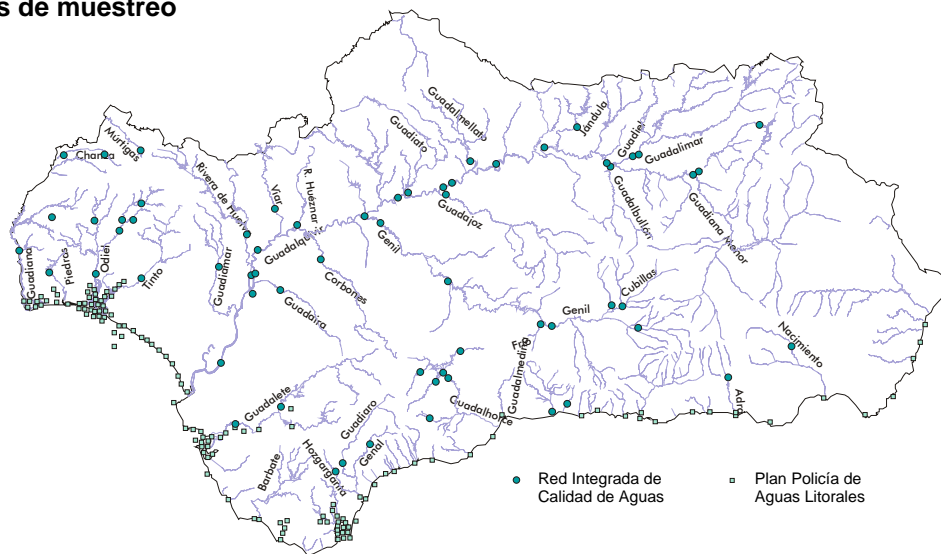 s de muestreo
Guadalmellato
Guadiato
Jándula
Guadiel
Guadalimar
Múrtigas
Chanza
Rivera de Huelva
Viar
R. Huéznar
Guadajoz
Guadalbullón
Guadiana Menor
Guadalquivir
Genil
Guadiana
Piedras
Odiel
Tinto
Guadiamar
Corbones
Guadaira
Cubillas
Genil
Frío
Guadalmedina
Nacimiento
Guadalete
Guadiaro
Genal
Guadalhorce
Adra
Barbate
Hozgarganta
Red Integrada de
Calidad de Aguas
Plan Policía de
Aguas Litorales